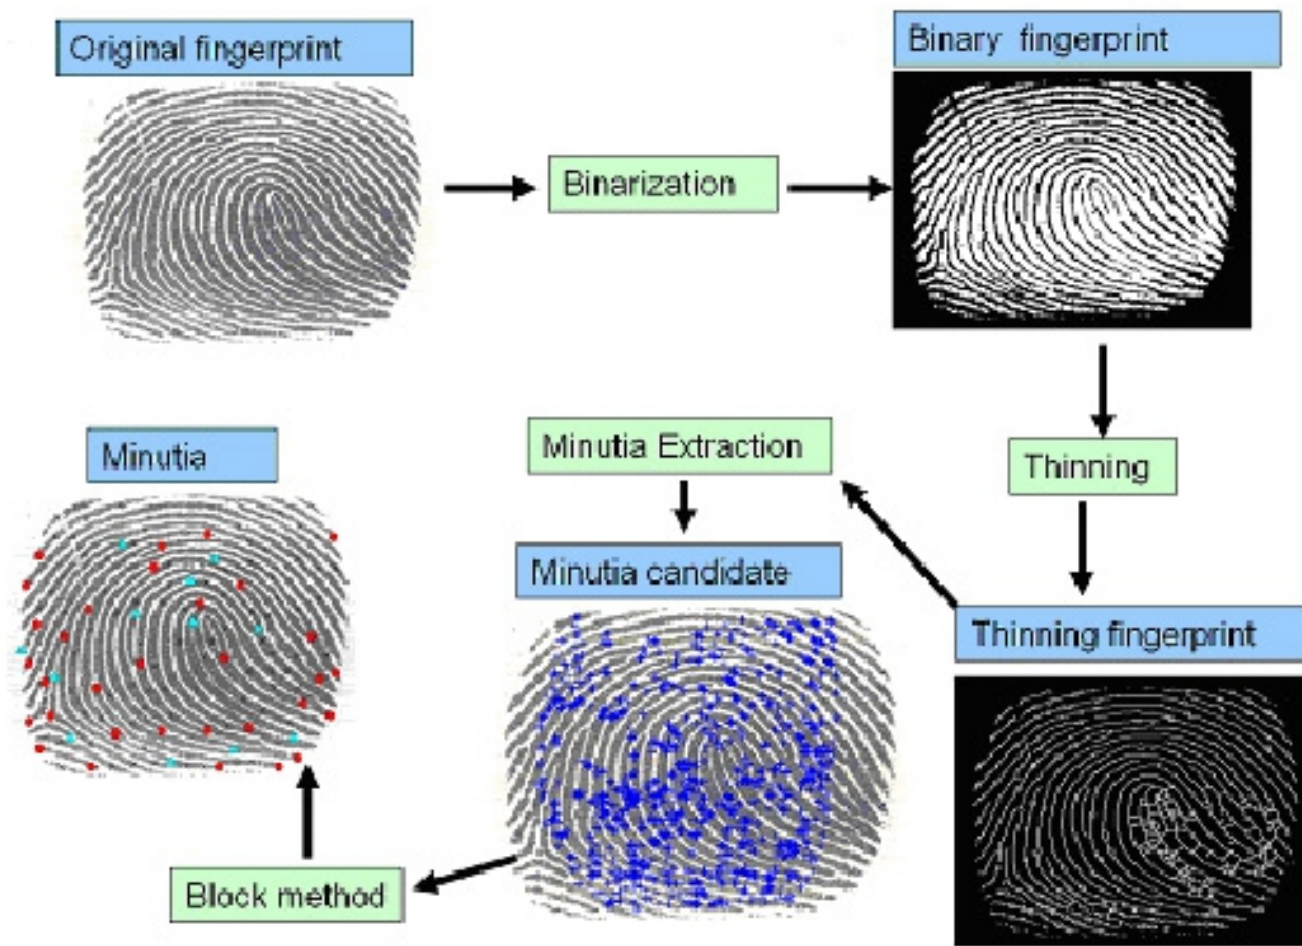 Original fingerprint
Binary fingerprint
Binarization
Minutia
Minutia Extraction
Thinning
Minutia candidate
Thinning fingerprint
Block method